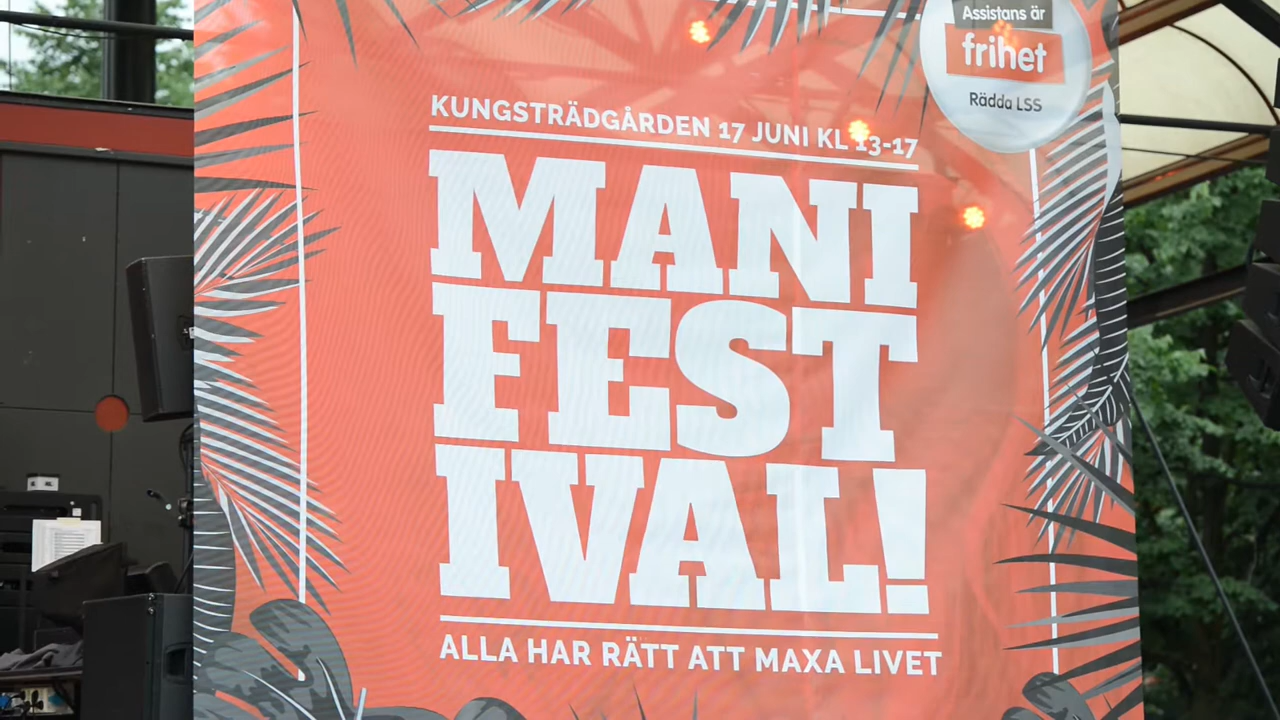 Assistans är
frihet
Rädda LSS
KUNGSTRÄDGÅRDEN 17 JUNI KL 13-17
MANI
FEST
IVAL!
ALLA HAR RÄTT ATT MAXA LIVET